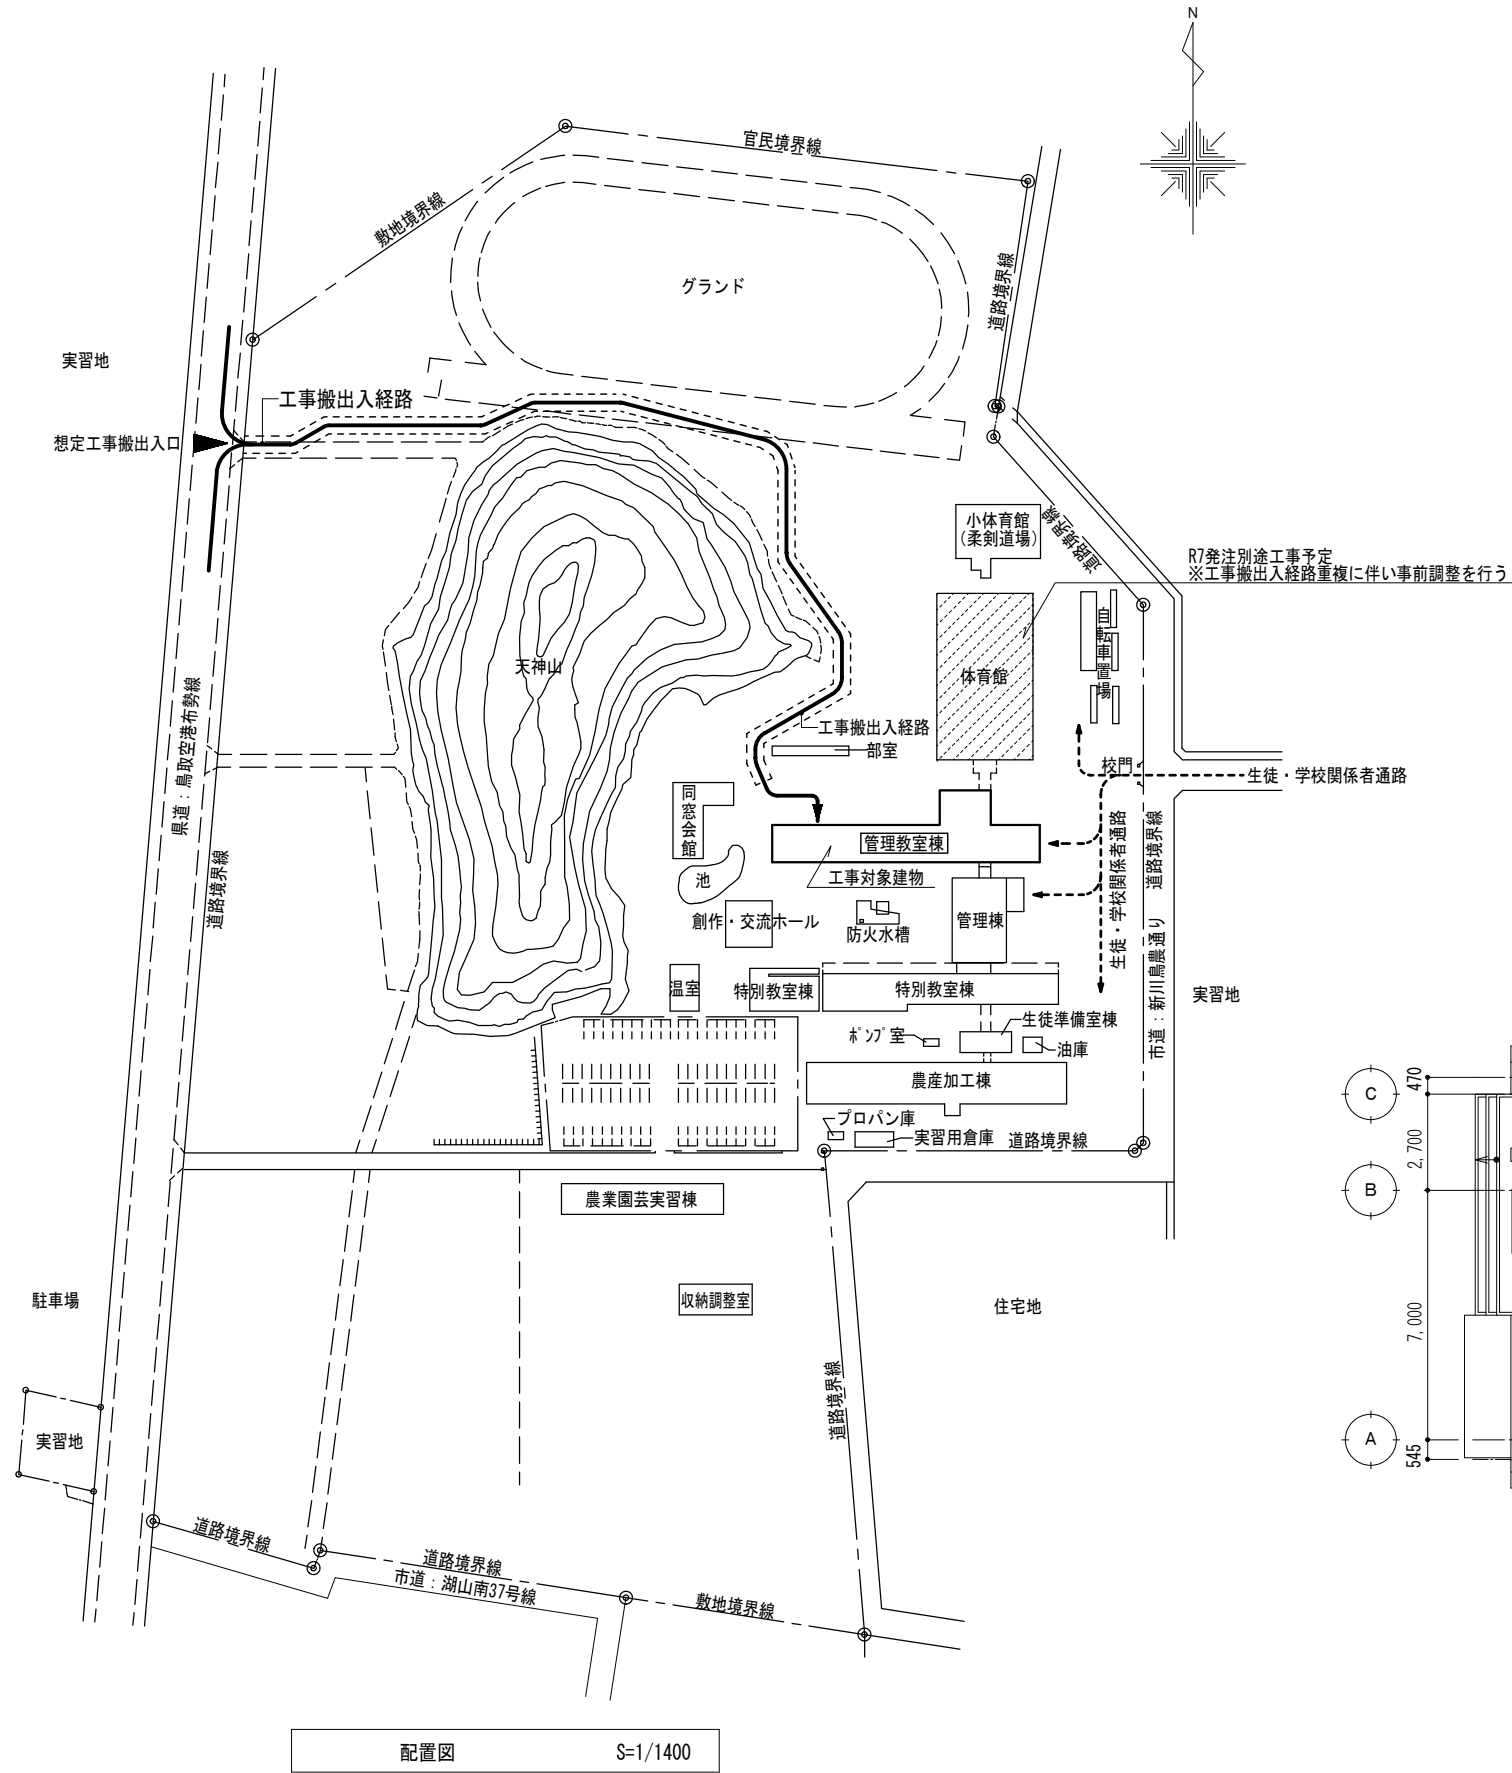 N
官民境界線
敷地境界線
道路境界線
グランド
実習地
工事搬出入経路
想定工事搬出入口
小体育館
(柔剣道場)
道路境界線
R7発注別途工事予定
※工事搬出入経路重複に伴い事前調整を行う
自転車置場
体育館
天神山
県道：鳥取空港布勢線
工事搬出入経路
部室
校門
生徒・学校関係者通路
同窓会館
管理教室棟
生徒・学校関係者通路
道路境界線
道路境界線
池
工事対象建物
創作・交流ホール
防火水槽
管理棟
温室
特別教室棟
特別教室棟
実習地
市道：新川鳥農通り
生徒準備室棟
ポンプ室
油庫
農産加工棟
プロパン庫
実習用倉庫
道路境界線
農業園芸実習棟
収納調整室
住宅地
駐車場
道路境界線
実習地
道路境界線
道路境界線
市道：湖山南37号線
敷地境界線
C
470
2,700
B
7,000
A
545
配置図 S=1/1400